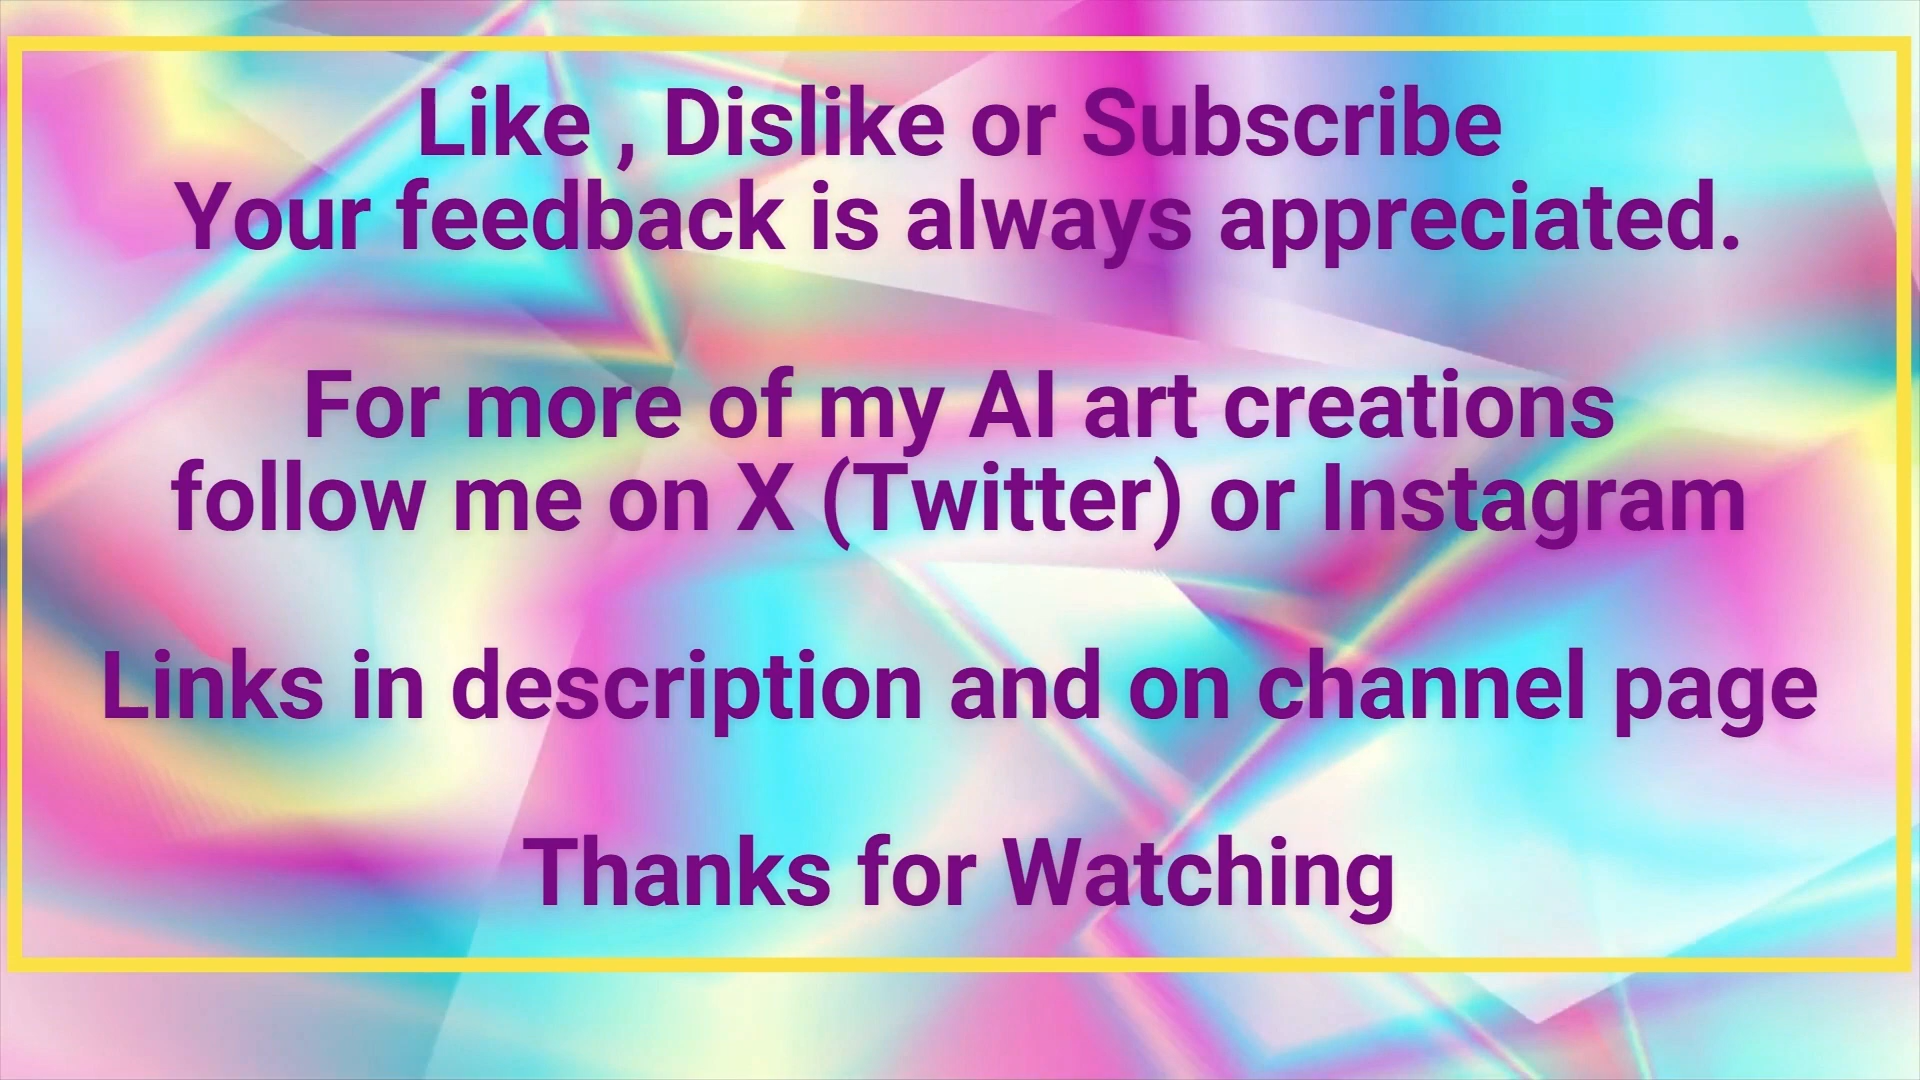 Like , Dislike or Subscribe
Your feedback is always appreciated.
For more of my AI art creations
follow me on X (Twitter) or Instagram
Links in description and on channel page
Thanks for Watching